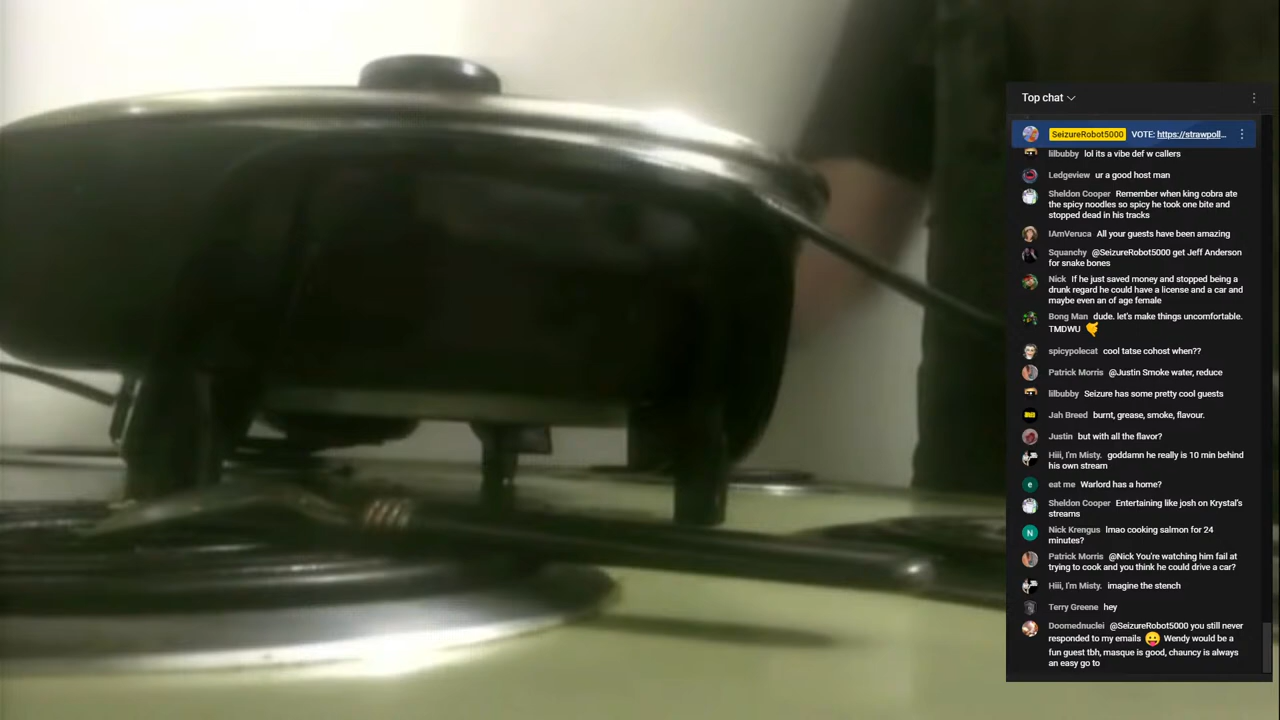 Top chat
SeizureRobot5000 VOTE: https://strawpoll...
lilbubby lol its a vibe def w callers
Ledgeview ur a good host man
Sheldon Cooper Remember when king cobra ate
the spicy noodles so spicy he took one bite and
stopped dead in his tracks
IAmVeruca All your guests have been amazing
Squanchy @SeizureRobot5000 get Jeff Anderson
for snake bones
Nick If he just saved money and stopped being a
drunk regard he could have a license and a car and
maybe even an of age female
Bong Man dude. let's make things uncomfortable.
TMDWU
spicypolecat cool tatse cohost when??
Patrick Morris @Justin Smoke water, reduce
lilbubby Seizure has some pretty cool guests
Jah Breed burnt, grease, smoke, flavour.
Justin but with all the flavor?
Hiii, I'm Misty. goddamn he really is 10 min behind
his own stream
e eat me Warlord has a home?
Sheldon Cooper Entertaining like josh on Krystal's
streams
N Nick Krengus lmao cooking salmon for 24
minutes?
Patrick Morris @Nick You're watching him fail at
trying to cook and you think he could drive a car?
Hiii, I'm Misty. imagine the stench
Terry Greene hey
Doomednuclei @SeizureRobot5000 you still never
responded to my emails 😛 Wendy would be a
fun guest tbh, masque is good, chauncy is always
an easy go to